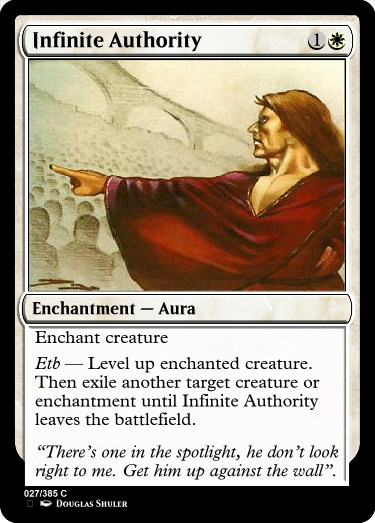 Infinite Authority 1
Enchantment — Aura
Enchant creature
Etb — Level up enchanted creature.
Then exile another target creature or
enchantment until Infinite Authority
leaves the battlefield.
“There's one in the spotlight, he don't look
right to me. Get him up against the wall”.
027/385 C
Douglas Shuler